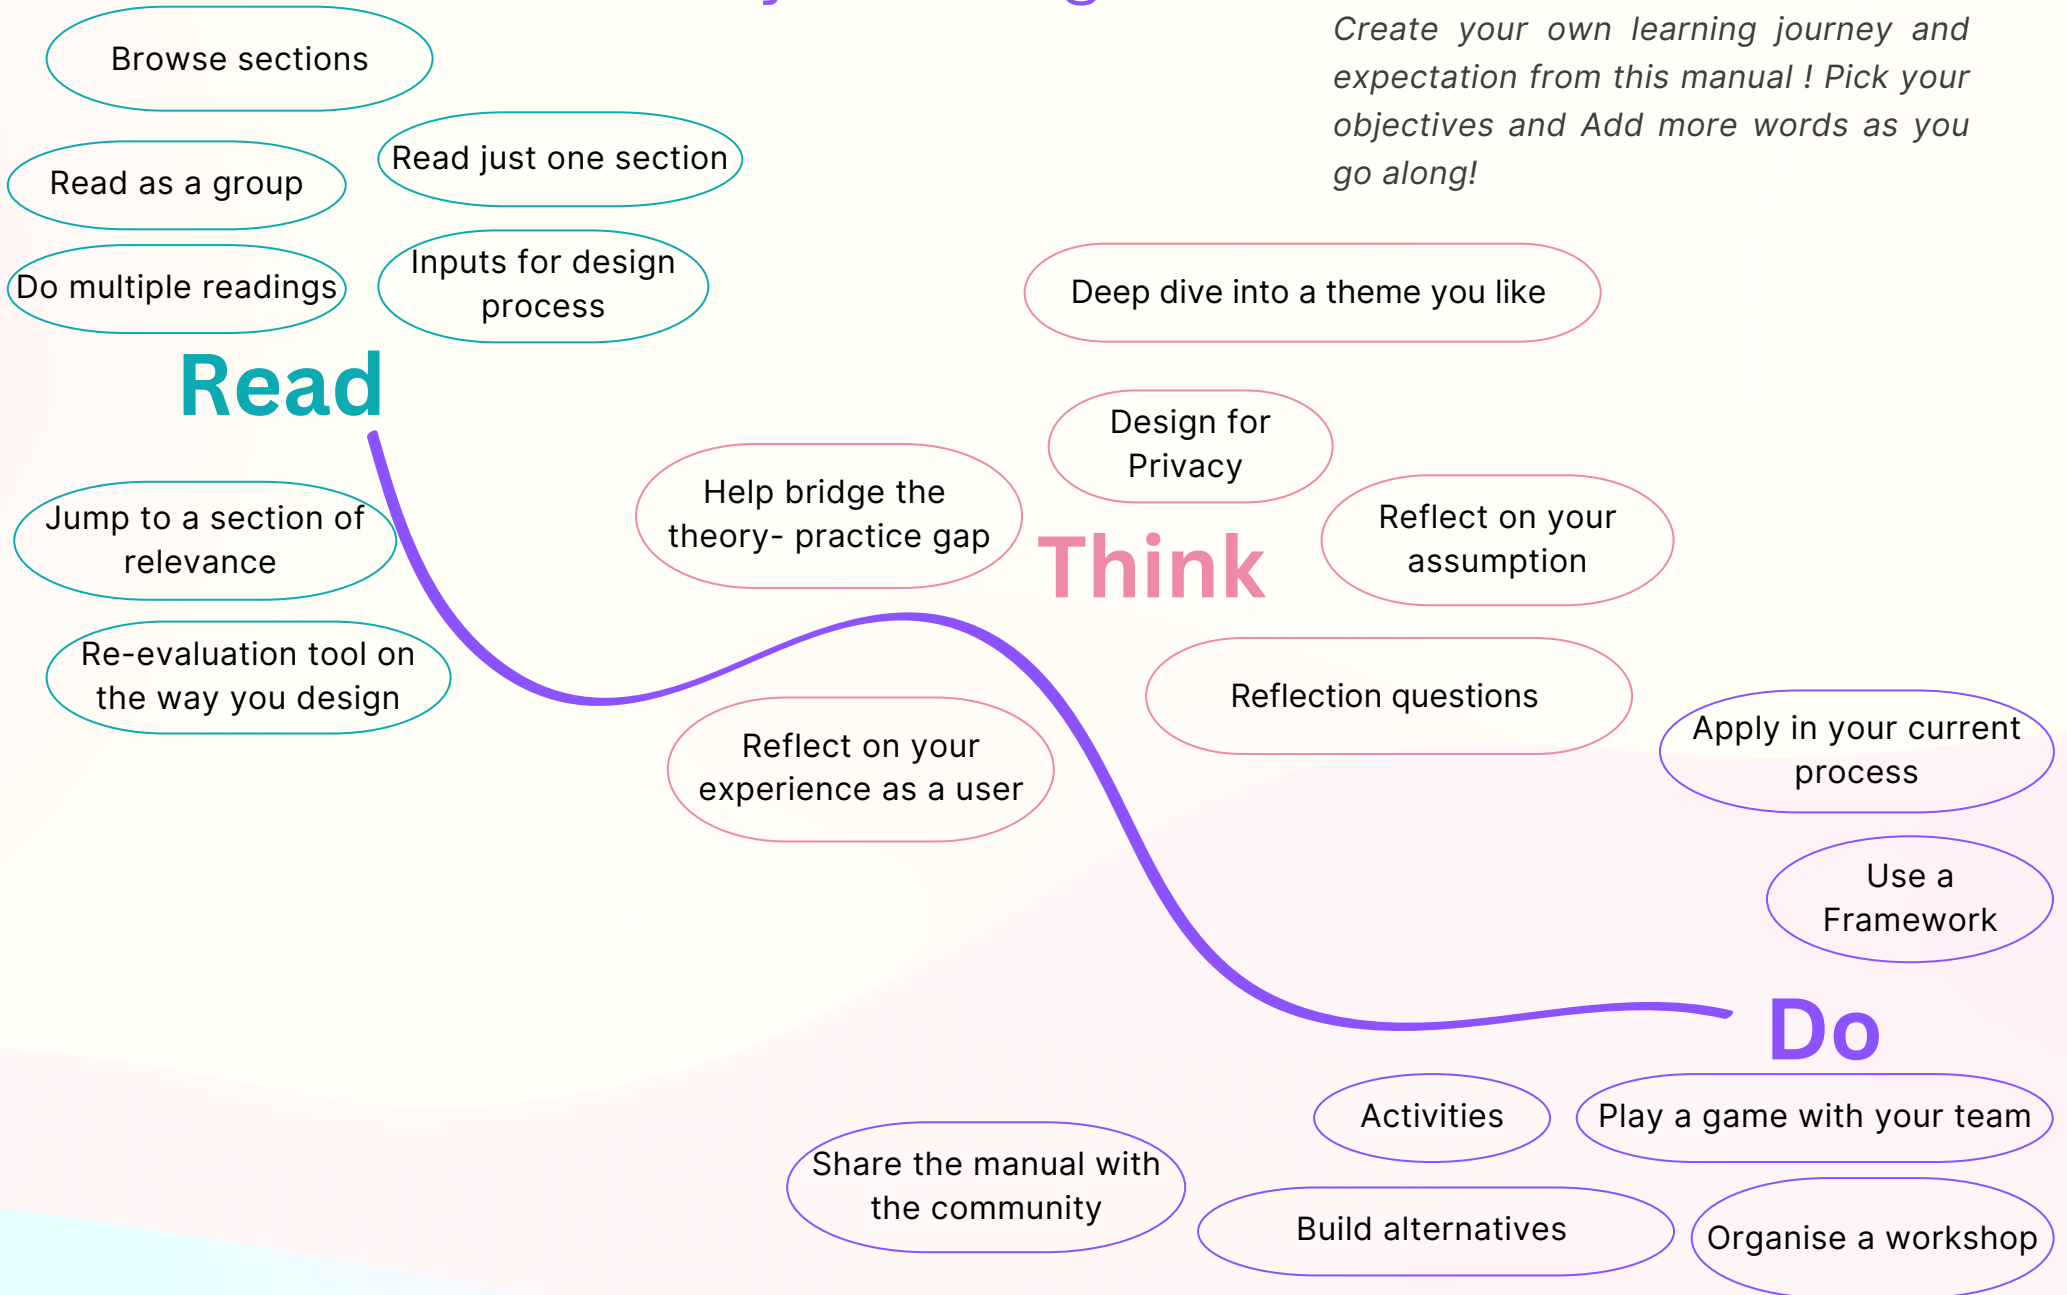 Create your own learning journey and
expectation from this manual ! Pick your
objectives and Add more words as you
go along!
Browse sections
Read just one section
Read as a group
Inputs for design
process
Do multiple readings
Read
Jump to a section of
relevance
Re-evaluation tool on
the way you design
Deep dive into a theme you like
Design for
Privacy
Help bridge the
theory- practice gap
Think
Reflect on your
assumption
Reflection questions
Reflect on your
experience as a user
Apply in your current
process
Use a
Framework
Do
Activities
Play a game with your team
Share the manual with
the community
Build alternatives
Organise a workshop